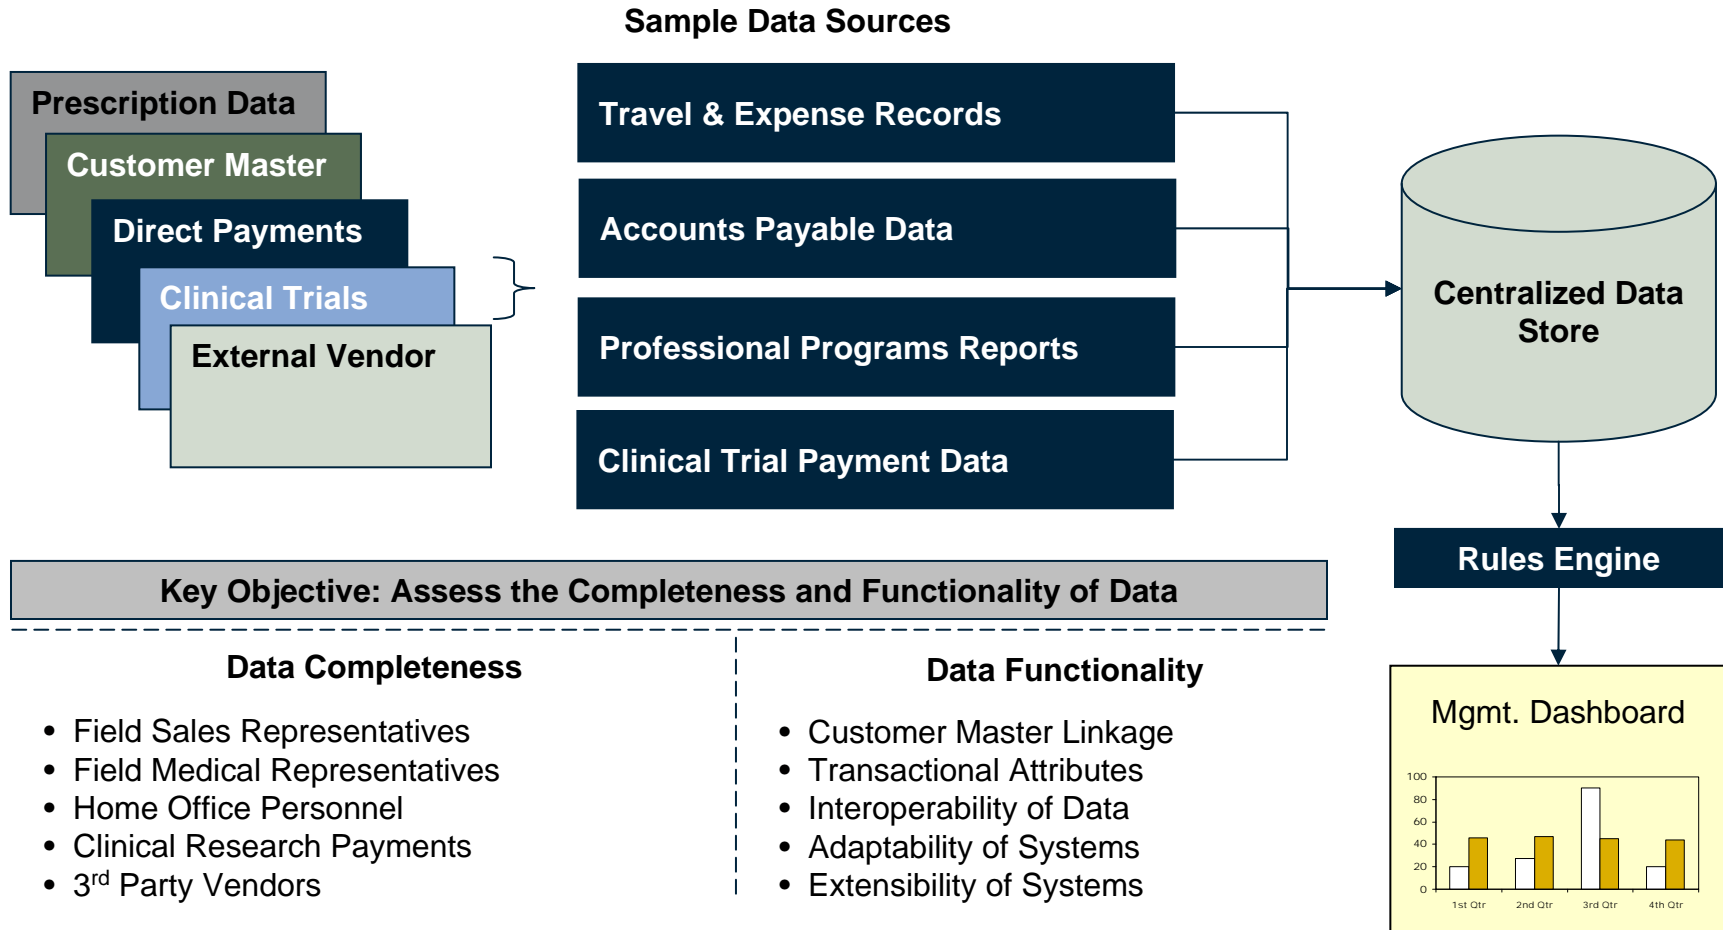 Sample Data Sources
Prescription Data
Customer Master
Direct Payments
Clinical Trials
External Vendor
Travel & Expense Records
Accounts Payable Data
Professional Programs Reports
Clinical Trial Payment Data
Centralized Data
Store
Rules Engine
Key Objective: Assess the Completeness and Functionality of Data
Data Completeness
• Field Sales Representatives
• Field Medical Representatives
• Home Office Personnel
• Clinical Research Payments
• 3rd Party Vendors
Data Functionality
• Customer Master Linkage
• Transactional Attributes
• Interoperability of Data
• Adaptability of Systems
• Extensibility of Systems
Mgmt. Dashboard
100
80
60
40
20
0
1st Qtr 2nd Qtr 3rd Qtr 4th Qtr